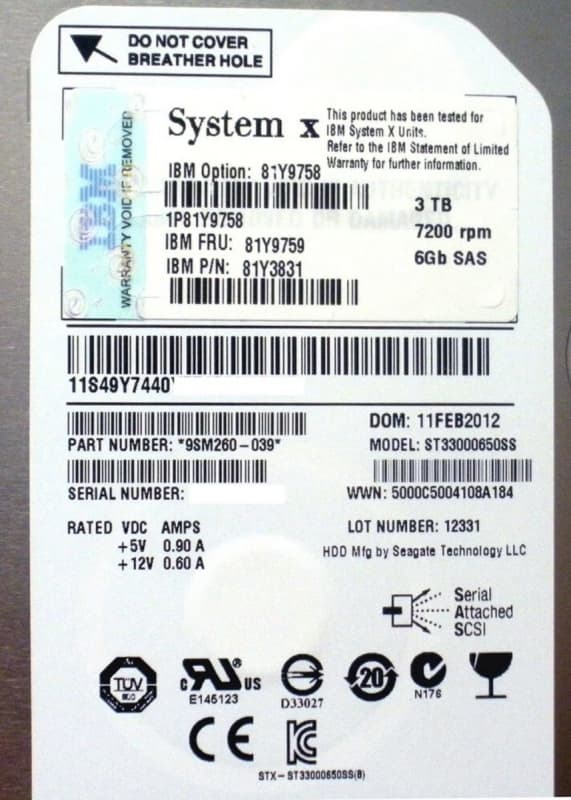 DO NOT COVER
BREATHER HOLE
WARRANTY VOID IF REMOVED
IBM
System x
This product has been tested for
IBM System X Units.
Refer to the IBM Statement of Limited
Warranty for further information.
IBM Option: 81Y9758
1P81Y9758
IBM FRU: 81Y9759
IBM P/N: 81Y3831
3 TB
7200 rpm
6Gb SAS
11S49Y7440
PART NUMBER: *9SM260-039*
SERIAL NUMBER:
DOM: 11FEB2012
MODEL: ST33000650SS
WWN: 5000C5004108A184
RATED VDC AMPS
+5V 0.90 A
+12V 0.60 A
LOT NUMBER: 12331
HDD Mfg by Seagate Technology LLC
Serial
Attached
SCSI
TUV
c RU ® US
E145123
D33027
20
N176
CE
STX-ST33000650SS(B)